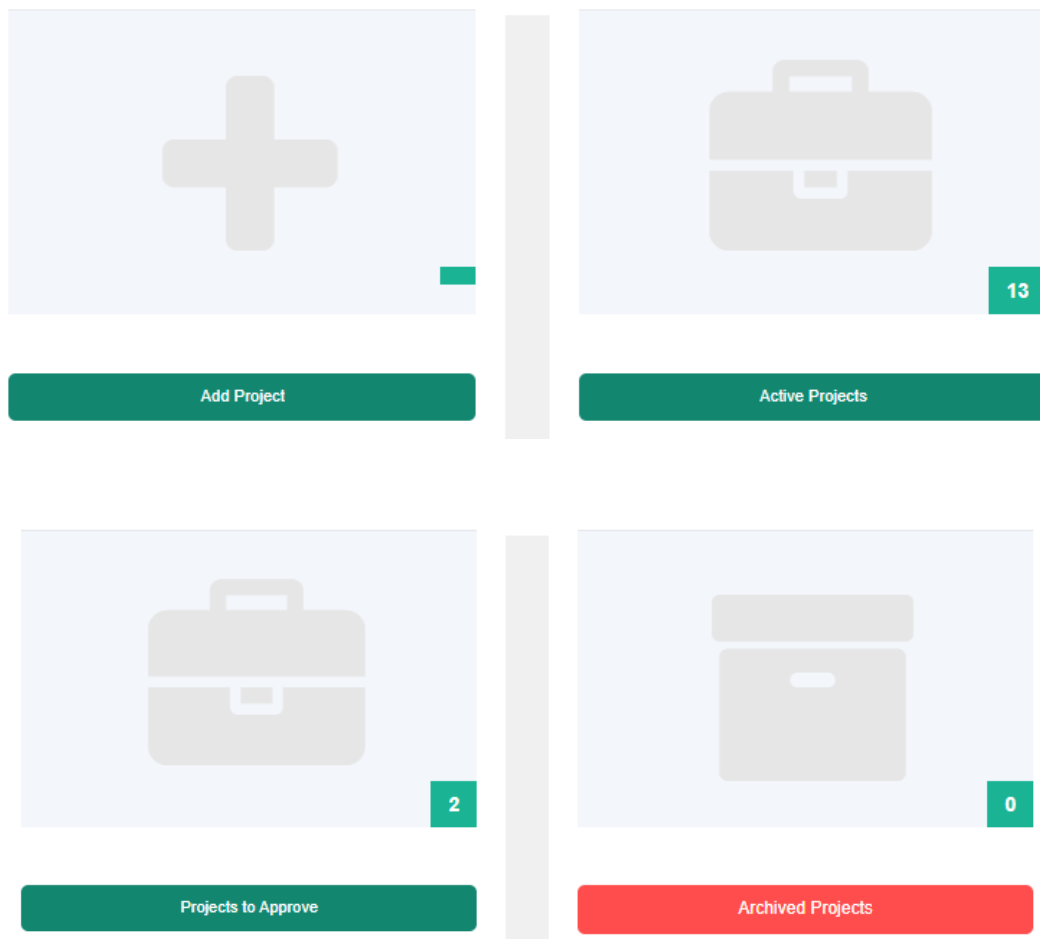 13
Add Project
Active Projects
2
0
Projects to Approve
Archived Projects